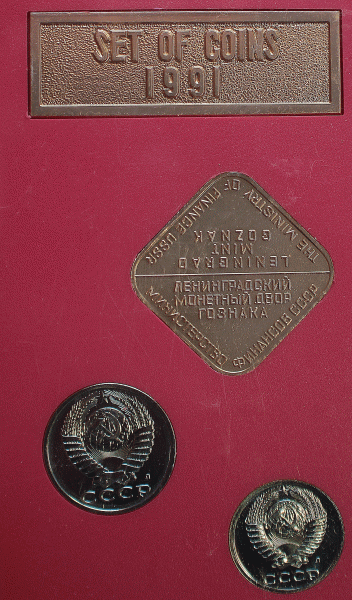 SET OF COINS
1991
THE MINISTRY OF FINANCE USSR
LENINGRAD
MINT
GOZNAK
ЛЕНИНГРАДСКИЙ
МОНЕТНЫЙ ДВОР
ГОЗНАКА
МИНИСТЕРСТВО ФИНАНСОВ СССР
СССР
Л
СССР